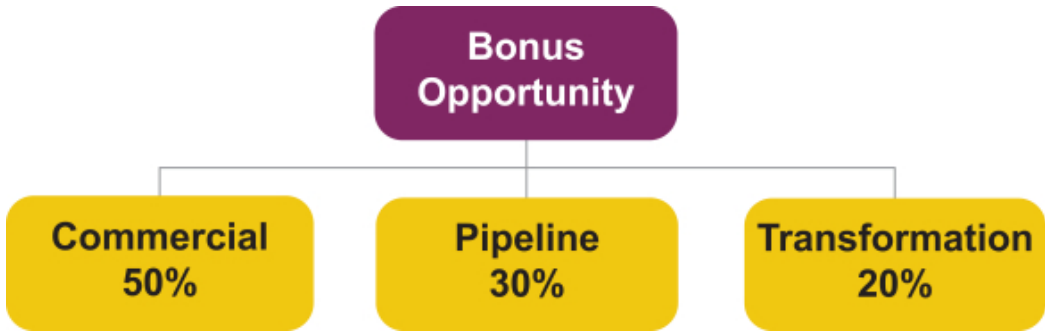 Bonus
Opportunity
Commercial
50%
Pipeline
30%
Transformation
20%